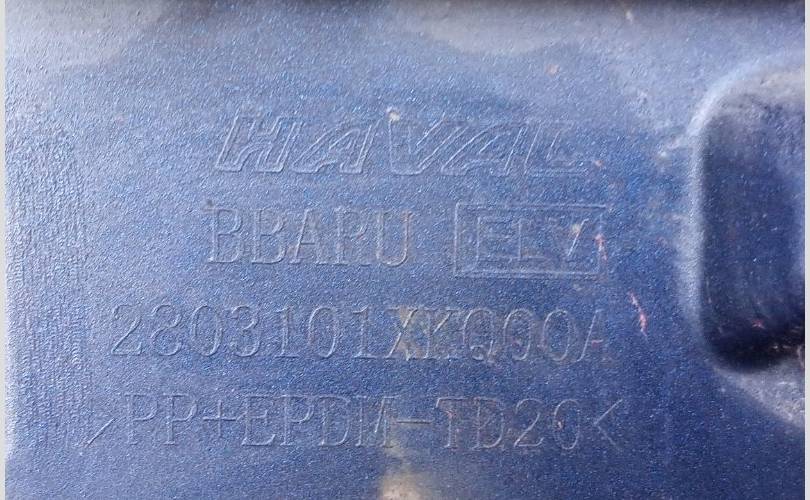 HAVAL
BBAPU ELV
2803101XKQ00A
>PP+EPDM-TD20<